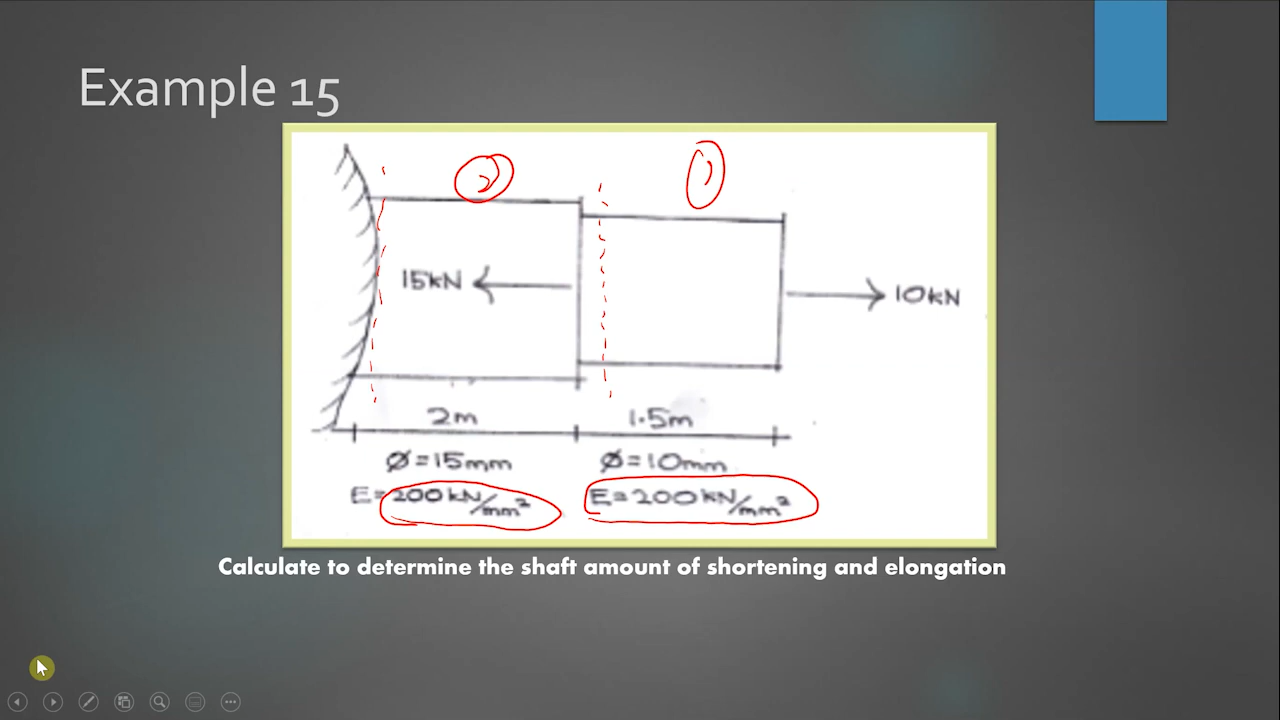 Example 15
2
1
15kN
10kN
2m
1.5m
Ø=15mm
Ø=10mm
E=200kN/mm²
E=200kN/mm²
Calculate to determine the shaft amount of shortening and elongation